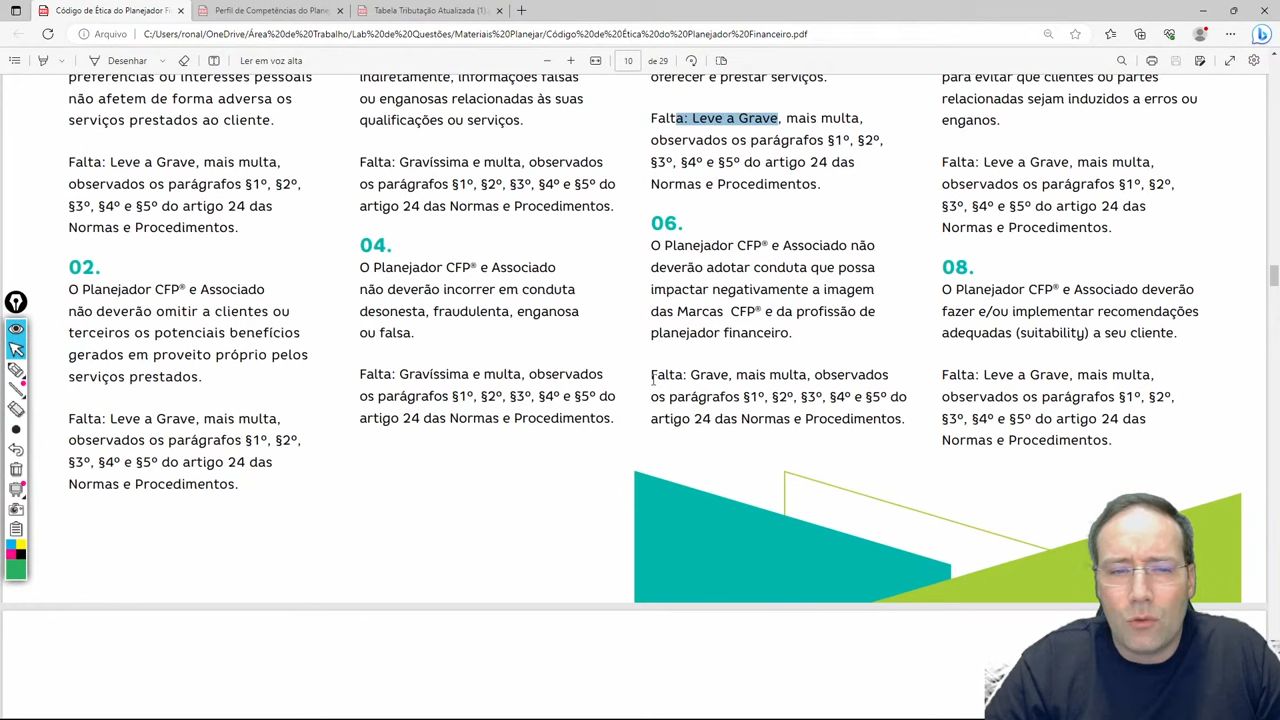 Código de Ética do Planejador Fi
Perfil de Competências do Plane
Tabela Tributação Atualizada (1)
Arquivo
C:/Users/ronal/OneDrive/Área%20de%20Trabalho/Lab%20de%20Questões/Materiais%20Planejar/Código%20de%20Ética%20do%20Planejador%20Financeiro.pdf
Desenhar
Ler em voz alta
10
de 29
preferências ou interesses pessoais
não afetem de forma adversa os
serviços prestados ao cliente.
Falta: Leve a Grave, mais multa,
observados os parágrafos §1º, §2º,
§3º, §4º e §5º do artigo 24 das
Normas e Procedimentos.
02.
O Planejador CFP® e Associado
não deverão omitir a clientes ou
terceiros os potenciais benefícios
gerados em proveito próprio pelos
serviços prestados.
Falta: Leve a Grave, mais multa,
observados os parágrafos §1º, §2º,
§3º, §4º e §5º do artigo 24 das
Normas e Procedimentos.
indiretamente, informações falsas
ou enganosas relacionadas às suas
qualificações ou serviços.
Falta: Gravíssima e multa, observados
os parágrafos §1º, §2º, §3º, §4º e §5º do
artigo 24 das Normas e Procedimentos.
04.
O Planejador CFP® e Associado
não deverão incorrer em conduta
desonesta, fraudulenta, enganosa
ou falsa.
Falta: Gravíssima e multa, observados
os parágrafos §1º, §2º, §3º, §4º e §5º do
artigo 24 das Normas e Procedimentos.
oferecer e prestar serviços.
Falta: Leve a Grave, mais multa,
observados os parágrafos §1º, §2º,
§3º, §4º e §5º do artigo 24 das
Normas e Procedimentos.
06.
O Planejador CFP® e Associado não
deverão adotar conduta que possa
impactar negativamente a imagem
das Marcas CFP® e da profissão de
planejador financeiro.
Falta: Grave, mais multa, observados
os parágrafos §1º, §2º, §3º, §4º e §5º do
artigo 24 das Normas e Procedimentos.
para evitar que clientes ou partes
relacionadas sejam induzidos a erros ou
enganos.
Falta: Leve a Grave, mais multa,
observados os parágrafos §1º, §2º,
§3º, §4º e §5º do artigo 24 das
Normas e Procedimentos.
08.
O Planejador CFP® e Associado deverão
fazer e/ou implementar recomendações
adequadas (suitability) a seu cliente.
Falta: Leve a Grave, mais multa,
observados os parágrafos §1º, §2º,
§3º, §4º e §5º do artigo 24 das
Normas e Procedimentos.